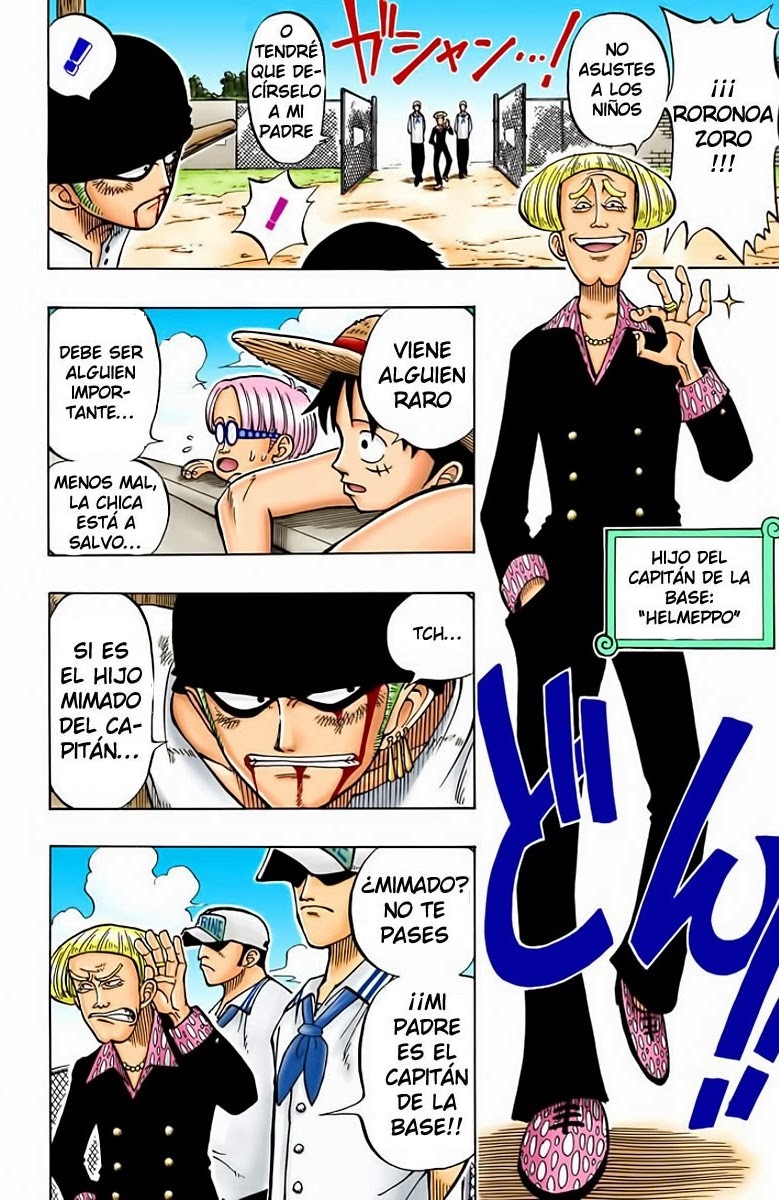 ガシャン…!
¡¡¡
RORONOA
ZORO
!!!
NO
ASUSTES
A LOS
NIÑOS
O
TENDRÉ
QUE DE-
CÍRSELO
A MI
PADRE
!
!
HIJO DEL
CAPITÁN DE LA
BASE:
"HELMEPPO"
ドン!!
VIENE
ALGUIEN
RARO
DEBE SER
ALGUIEN
IMPOR-
TANTE...
MENOS MAL,
LA CHICA
ESTÁ A
SALVO...
TCH...
SI ES
EL HIJO
MIMADO
DEL CA-
PITÁN...
¿MIMADO?
NO TE
PASES
¡¡MI
PADRE
ES EL
CAPITÁN
DE LA
BASE!!
RINE